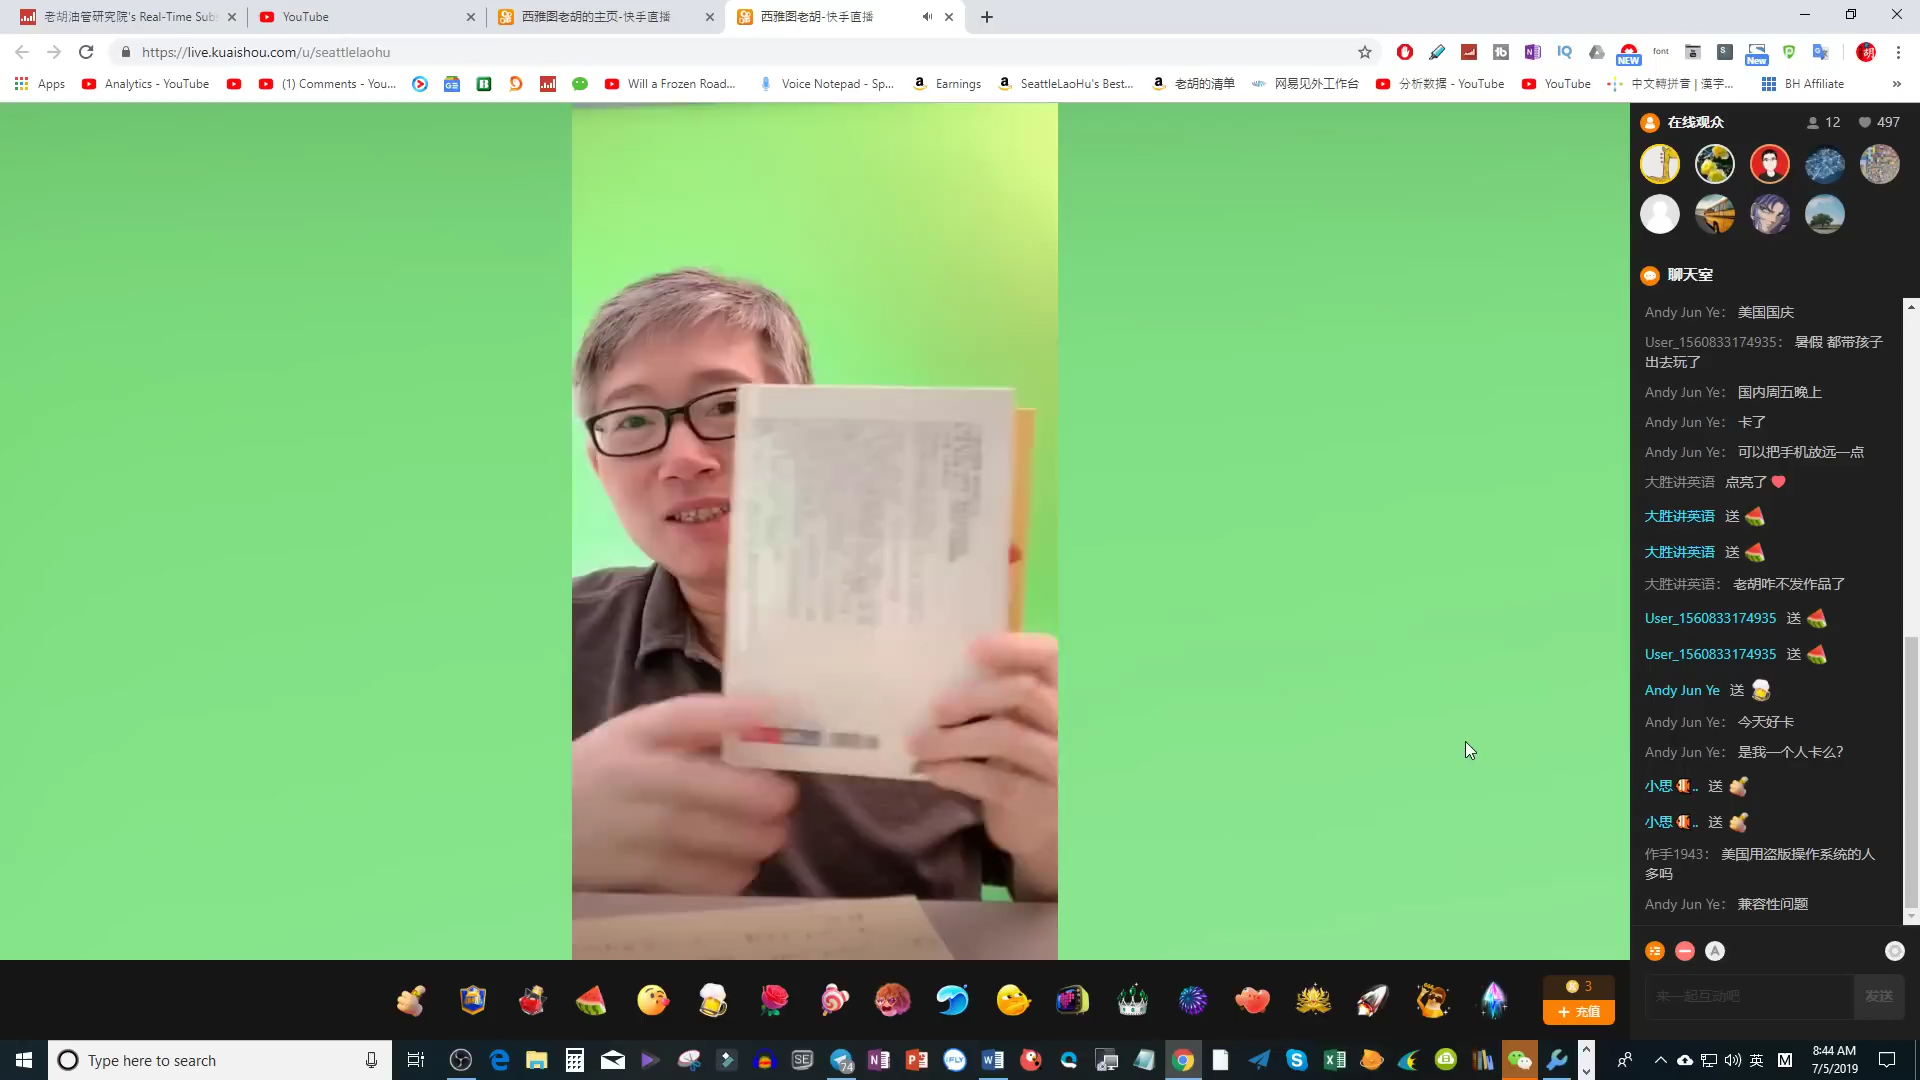 老胡油管研究院's Real-Time Sub
YouTube
西雅图老胡的主页-快手直播
西雅图老胡-快手直播
https://live.kuaishou.com/u/seattlelaohu
font
NEW
New
Apps
Analytics - YouTube
(1) Comments - You...
Will a Frozen Road...
Voice Notepad - Sp...
Earnings
SeattleLaoHu's Best...
老胡的清单
网易见外工作台
分析数据 - YouTube
YouTube
中文轉拼音 | 漢字...
BH Affiliate
在线观众
12
497
聊天室
Andy Jun Ye: 美国国庆
User_1560833174935: 暑假 都带孩子
出去玩了
Andy Jun Ye: 国内周五晚上
Andy Jun Ye: 卡了
Andy Jun Ye: 可以把手机放远一点
大胜讲英语 点亮了
大胜讲英语 送
大胜讲英语 送
大胜讲英语: 老胡咋不发作品了
User_1560833174935 送
User_1560833174935 送
Andy Jun Ye 送
Andy Jun Ye: 今天好卡
Andy Jun Ye: 是我一个人卡么?
小思.. 送
小思.. 送
作手1943: 美国用盗版操作系统的人
多吗
Andy Jun Ye: 兼容性问题
来一起互动吧
发送
3
+ 充值
Type here to search
74
英
M
8:44 AM
7/5/2019